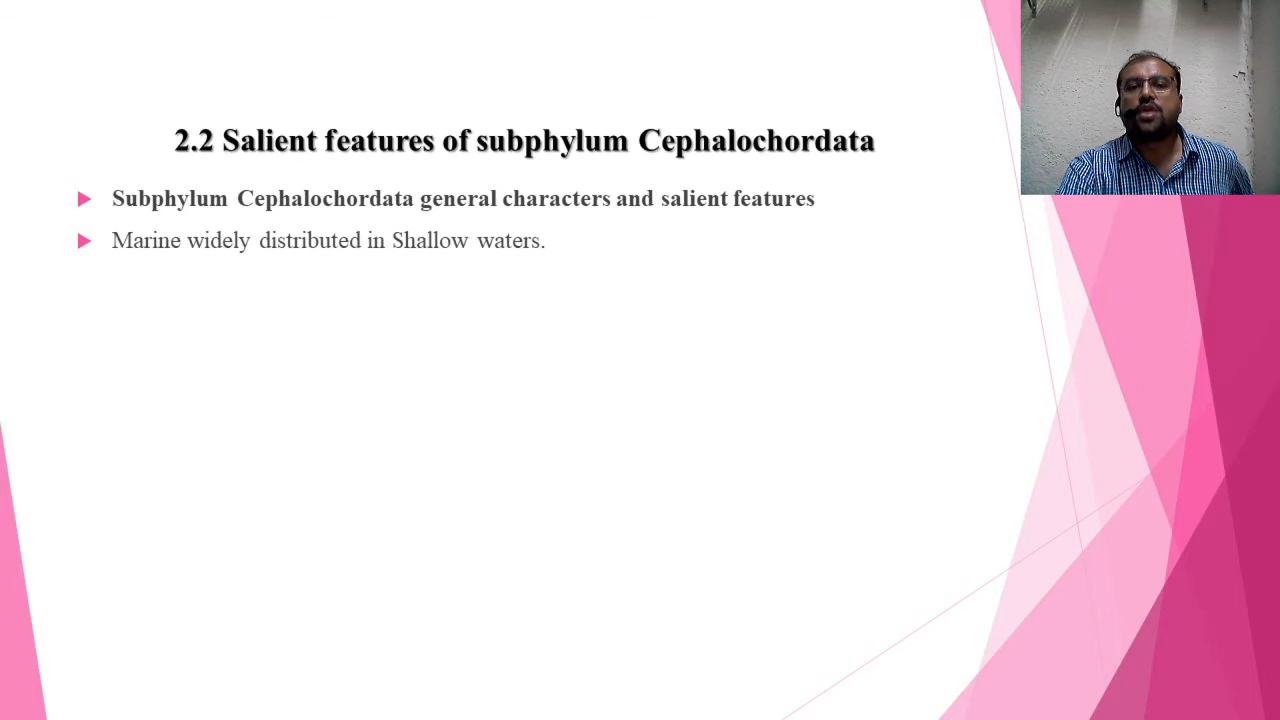 2.2 Salient features of subphylum Cephalochordata
Subphylum Cephalochordata general characters and salient features
Marine widely distributed in Shallow waters.